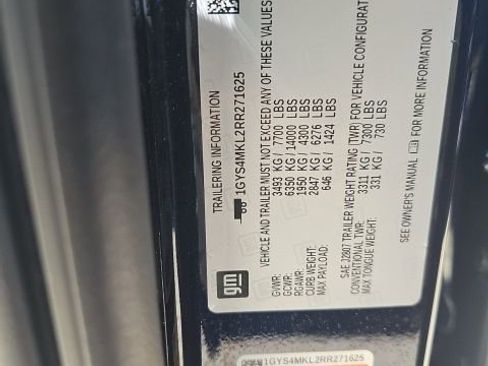 TRAILERING INFORMATION
1GYS4MKL2RR271625
VEHICLE AND TRAILER MUST NOT EXCEED ANY OF THESE VALUES
GVWR: 3493 KG / 7700 LBS
GCWR: 6350 KG / 14000 LBS
RGAWR: 1950 KG / 4300 LBS
CURB WEIGHT: 2847 KG / 6276 LBS
MAX PAYLOAD: 646 KG / 1424 LBS
SAE J2807 TRAILER WEIGHT RATING (TWR) FOR VEHICLE
CONVENTIONAL TWR: 3311 KG / 7300 LBS
MAX TONGUE WEIGHT: 331 KG / 730 LBS
SEE OWNER'S MANUAL FOR MORE INFORMATION
gm
1GYS4MKL2RR271625